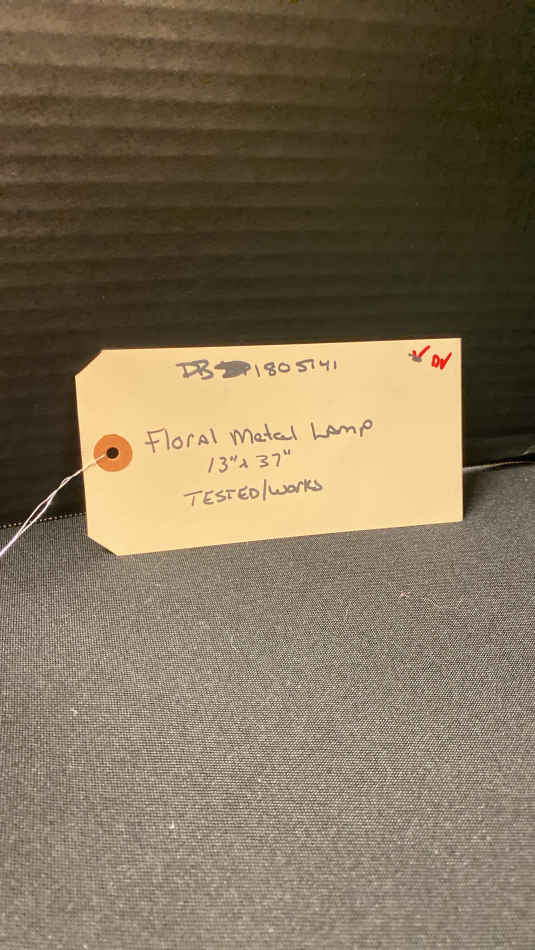 DB 1805141
DV
Floral Metal Lamp
13" x 37"
TESTED/Works